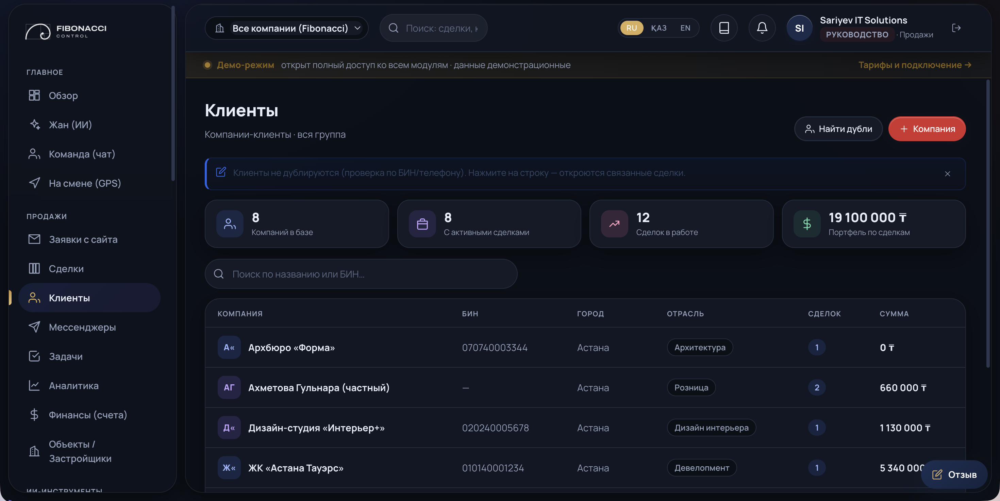 FIBONACCI
CONTROL
ГЛАВНОЕ
Обзор
Жан (ИИ)
Команда (чат)
На смене (GPS)
ПРОДАЖИ
Заявки с сайта
Сделки
Клиенты
Мессенджеры
Задачи
Аналитика
Финансы (счета)
Объекты /
Застройщики
ИИ-ИНСТРУМЕНТЫ
Все компании (Fibonacci)
Поиск: сделки,
RU ҚАЗ EN
SI
Sariyev IT Solutions
РУКОВОДСТВО · Продажи
Демо-режим открыт полный доступ ко всем модулям · данные демонстрационные
Тарифы и подключение →
Клиенты
Компании-клиенты · вся группа
Найти дубли
+ Компания
Клиенты не дублируются (проверка по БИН/телефону). Нажмите на строку — откроются связанные сделки.
8
Компаний в базе
8
С активными сделками
12
Сделок в работе
19 100 000 ₸
Портфель по сделкам
Поиск по названию или БИН...
КОМПАНИЯ БИН ГОРОД ОТРАСЛЬ СДЕЛОК СУММА
А« Архбюро «Форма» 070740003344 Астана Архитектура 1 0 ₸
АГ Ахметова Гульнара (частный) — Астана Розница 2 660 000 ₸
Д« Дизайн-студия «Интерьер+» 020240005678 Астана Дизайн интерьера 1 1 130 000 ₸
Ж« ЖК «Астана Тауэрс» 010140001234 Астана Девелопмент 1 5 340 000
Отзыв